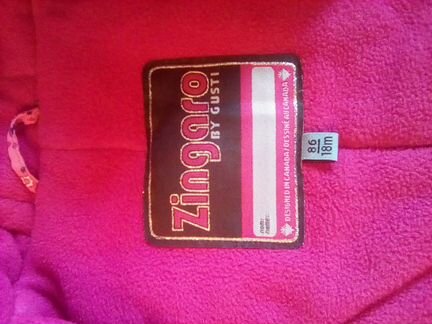 Zingaro
BY GUSTI
nom:
name:
DESIGNED IN CANADA / DESSINÉ AU CANADA
86
18m